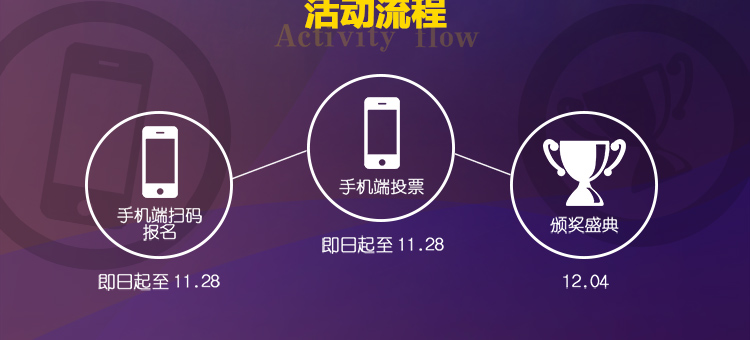 活动流程
Activity flow
手机端扫码
报名
即日起至 11.28
手机端投票
即日起至 11.28
颁奖盛典
12.04